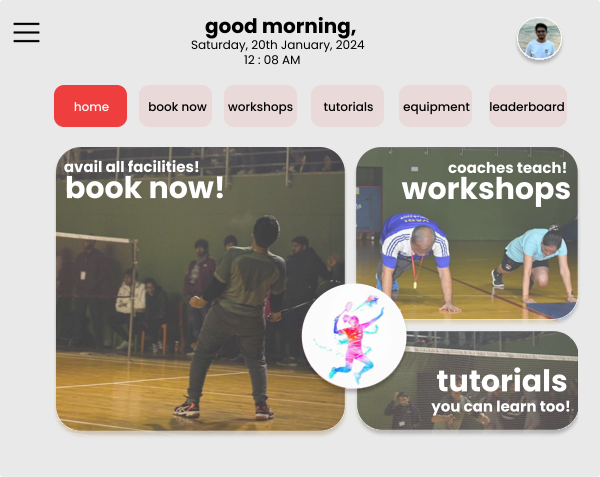 good morning,
Saturday, 20th January, 2024
12 : 08 AM
home
book now
workshops
tutorials
equipment
leaderboard
avail all facilities!
book now!
coaches teach!
workshops
tutorials
you can learn too!